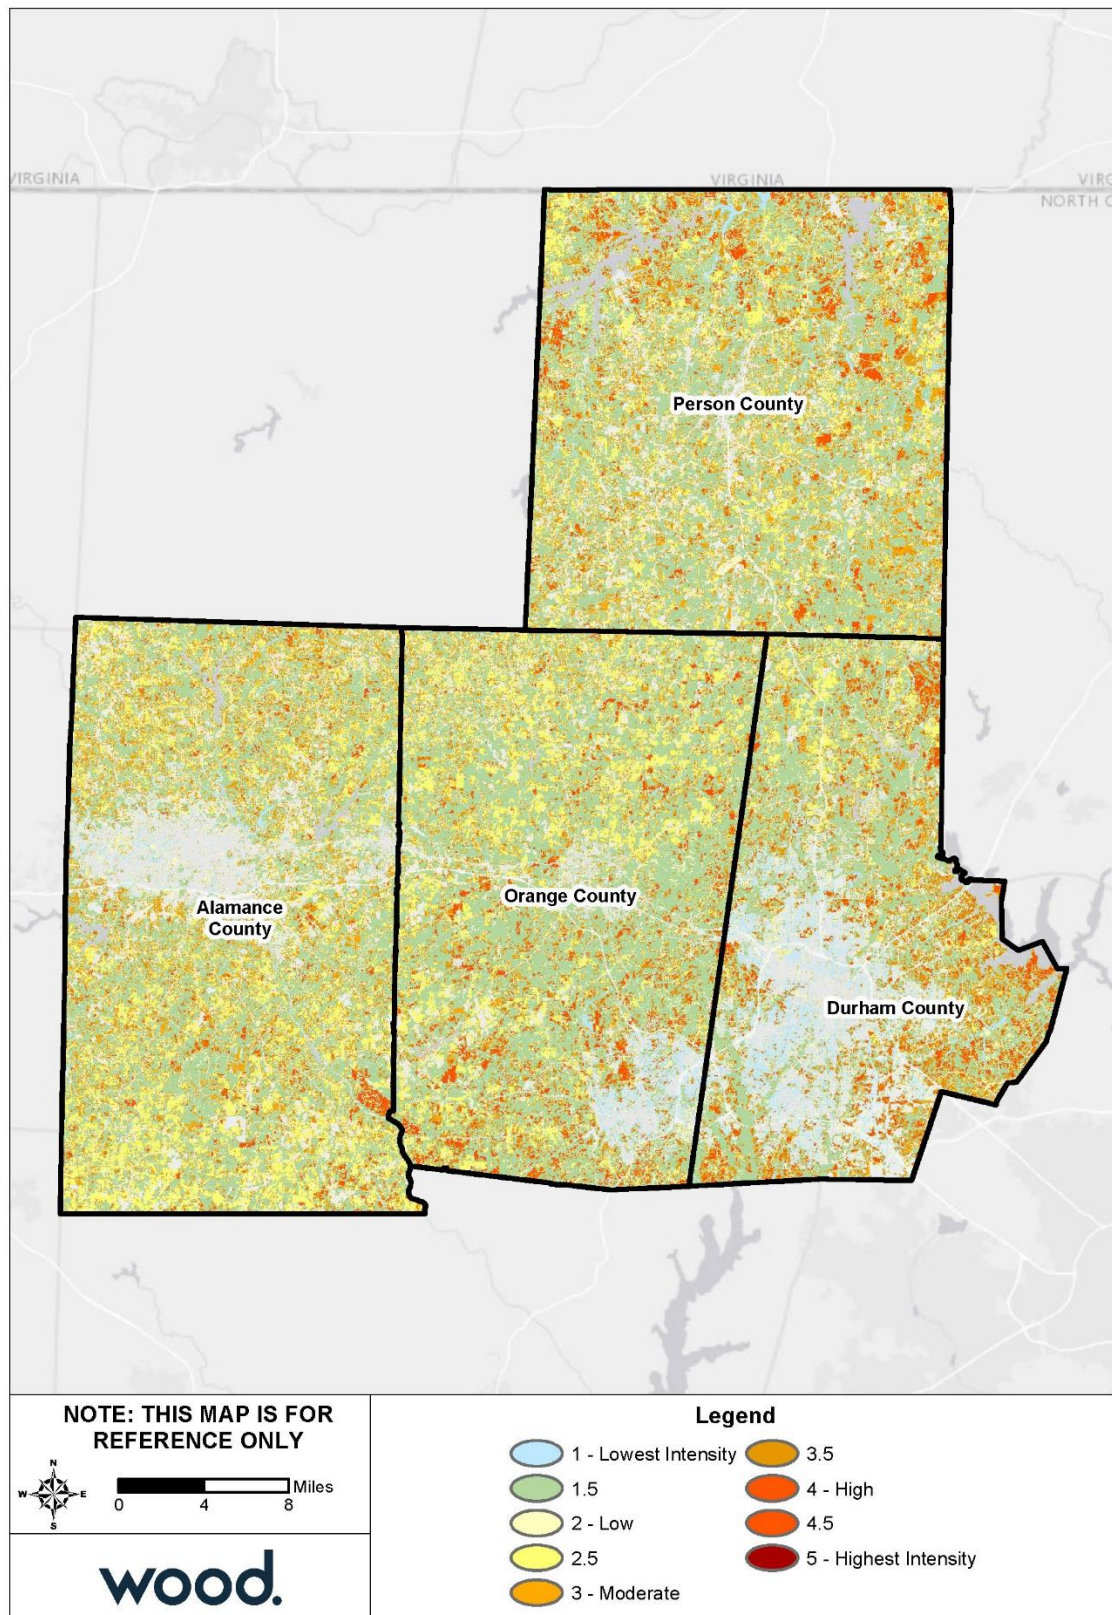 VIRGINIA
VIRGINIA
VIRG
NORTH C
Person County
Alamance
County
Orange County
Durham County
NOTE: THIS MAP IS FOR
REFERENCE ONLY
N
W
E
S
Miles
0
4
8
wood.
Legend
1 - Lowest Intensity
1.5
2 - Low
2.5
3 - Moderate
3.5
4 - High
4.5
5 - Highest Intensity